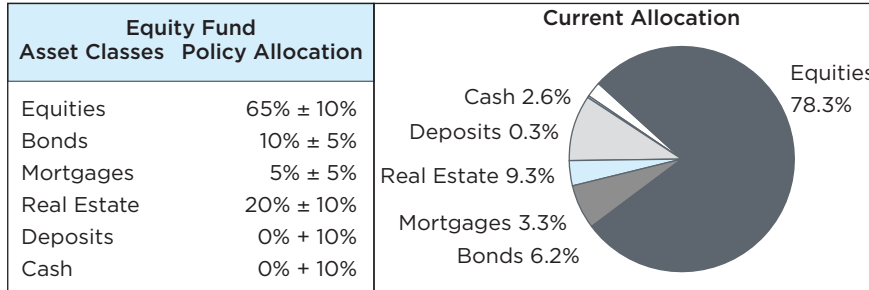 Equity Fund
Asset Classes Policy Allocation
Equities 65% ± 10%
Bonds 10% ± 5%
Mortgages 5% ± 5%
Real Estate 20% ± 10%
Deposits 0% + 10%
Cash 0% + 10%
Current Allocation
Equities
78.3%
Cash 2.6%
Deposits 0.3%
Real Estate 9.3%
Mortgages 3.3%
Bonds 6.2%